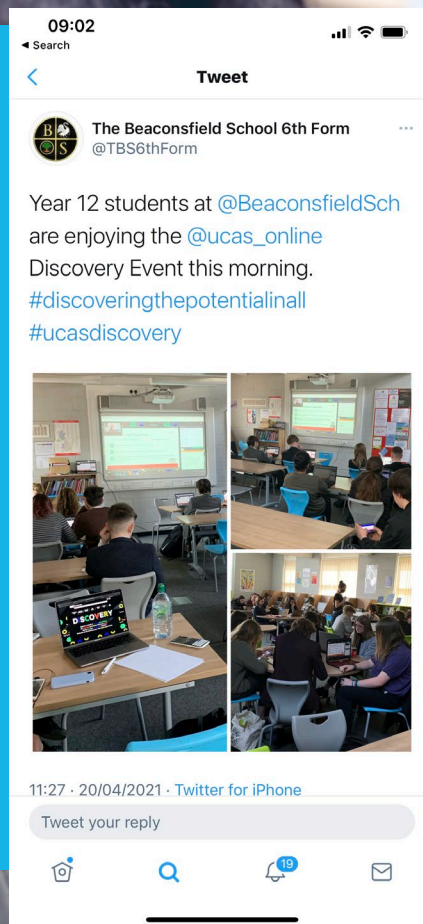 09:02
Search
Tweet
B
S
The Beaconsfield School 6th Form
@TBS6thForm
Year 12 students at @BeaconsfieldSch
are enjoying the @ucas_online
Discovery Event this morning.
#discoveringthepotentialinall
#ucasdiscovery
DISCOVERY
11:27 · 20/04/2021 · Twitter for iPhone
Tweet your reply
19